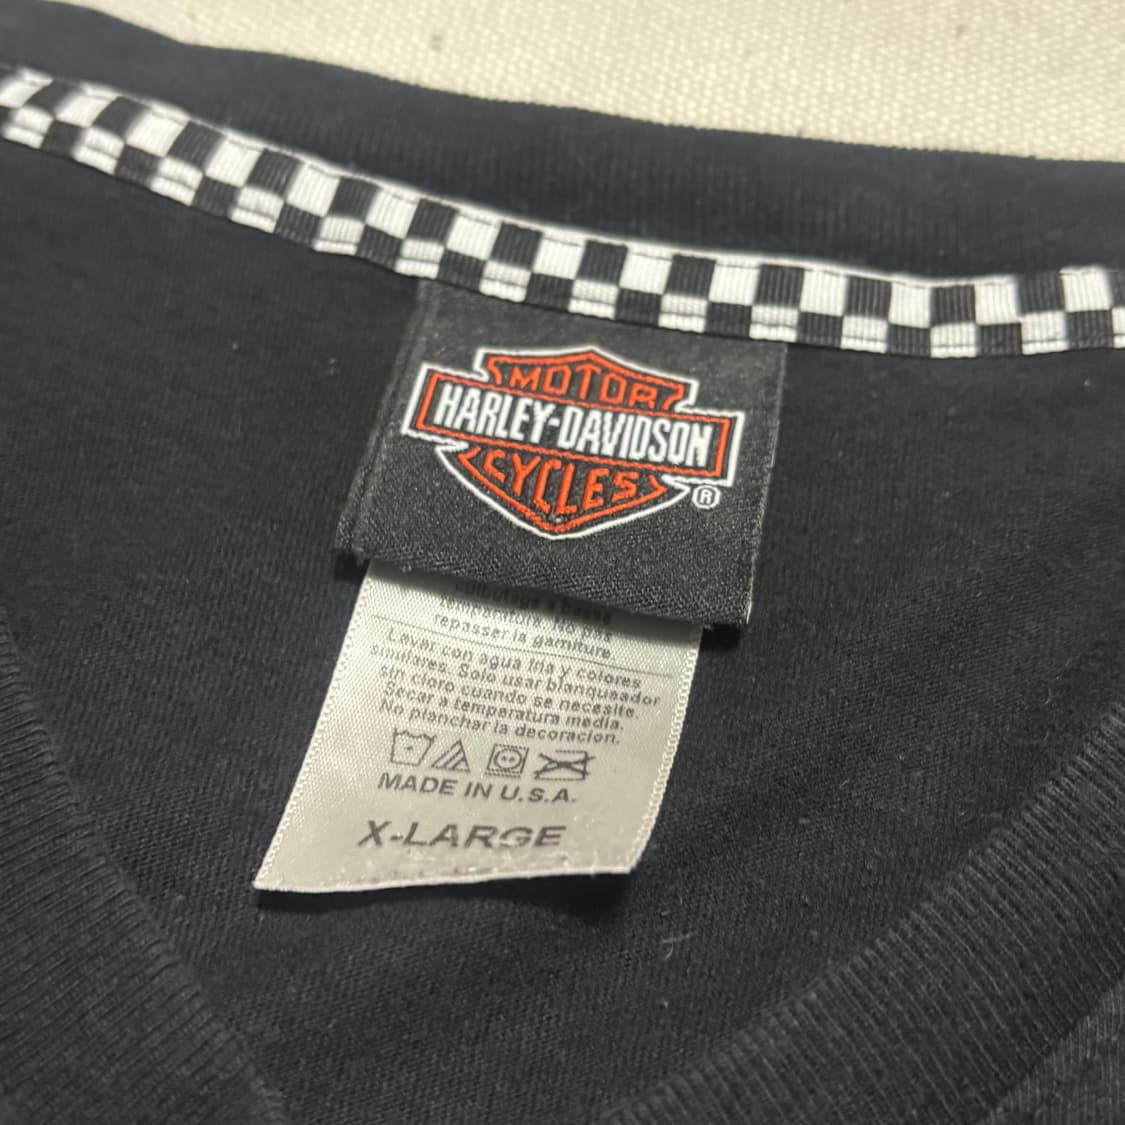 MOTOR
HARLEY-DAVIDSON
CYCLES
®
repasser la garniture.
Lavar con agua fria y colores
similares. Solo usar blanqueador
sin cloro cuando se necesite.
Secar a temperatura media.
No planchar la decoracion.
MADE IN U.S.A.
X-LARGE